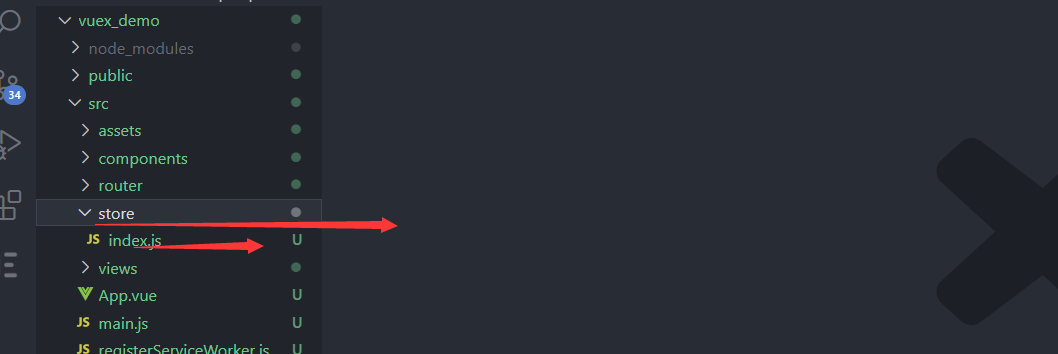 vuex_demo
node_modules
public
src
assets
components
router
store
JS index.js U
views
App.vue U
JS main.js U
JS registerServiceWorker.js U
34